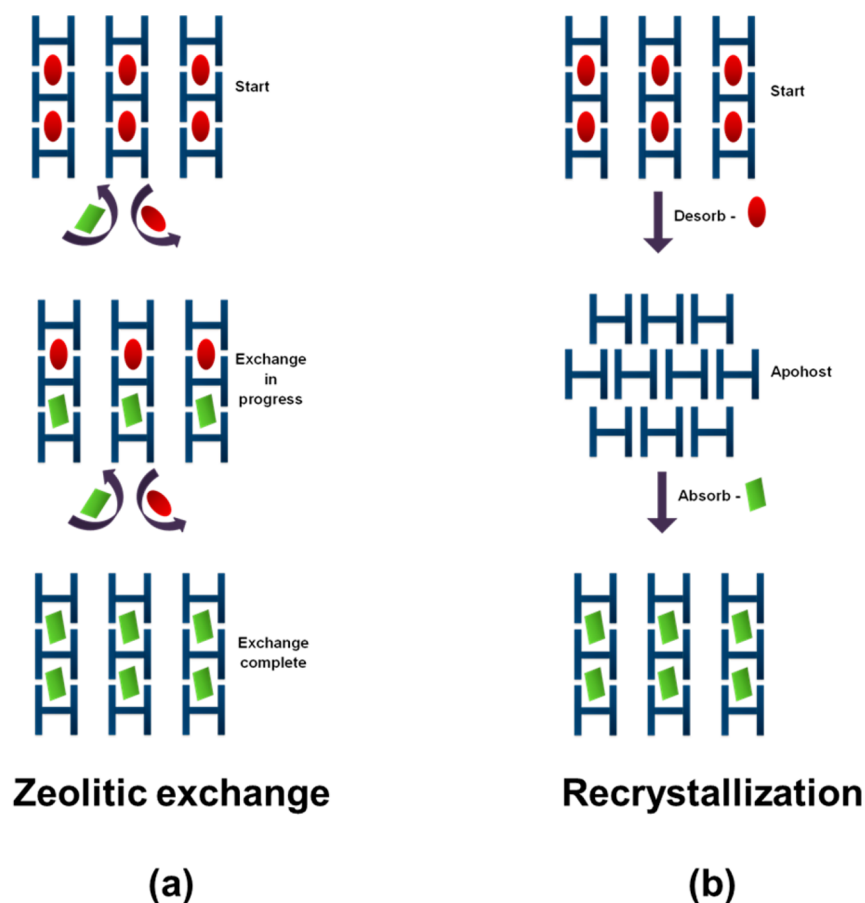 Start
Exchange
in
progress
Exchange
complete
Zeolitic exchange
(a)
Start
Desorb -
Apohost
Absorb -
Recrystallization
(b)